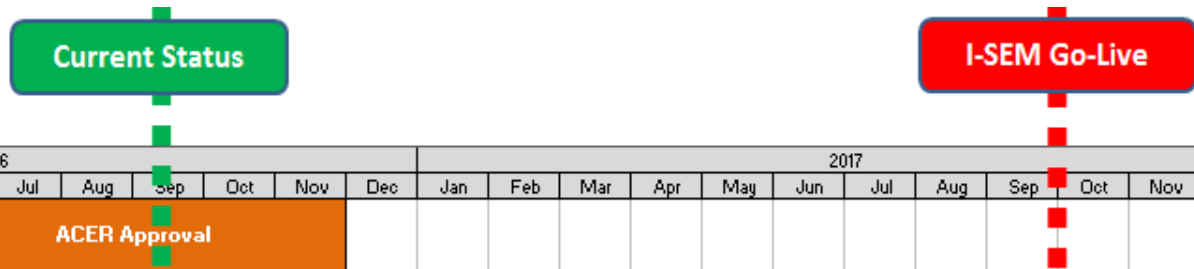 Current Status
I-SEM Go-Live
6 2017
Jul Aug Sep Oct Nov Dec Jan Feb Mar Apr May Jun Jul Aug Sep Oct Nov
ACER Approval